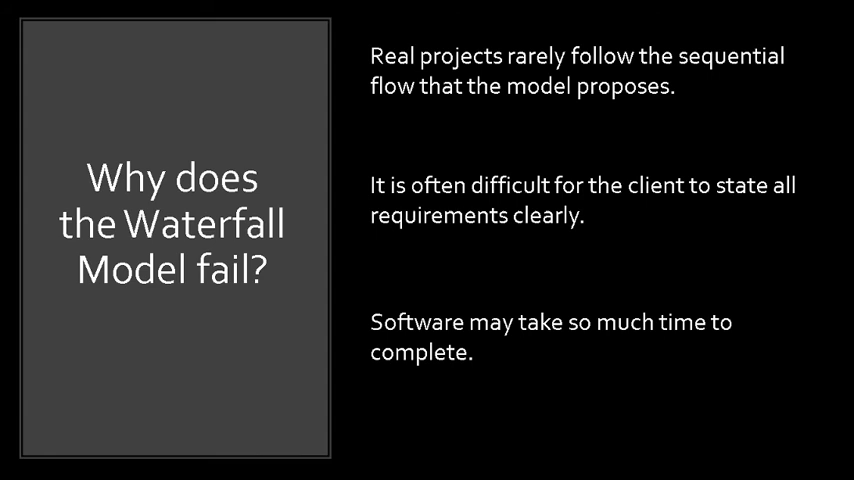 Why does
the Waterfall
Model fail?
Real projects rarely follow the sequential
flow that the model proposes.
It is often difficult for the client to state all
requirements clearly.
Software may take so much time to
complete.